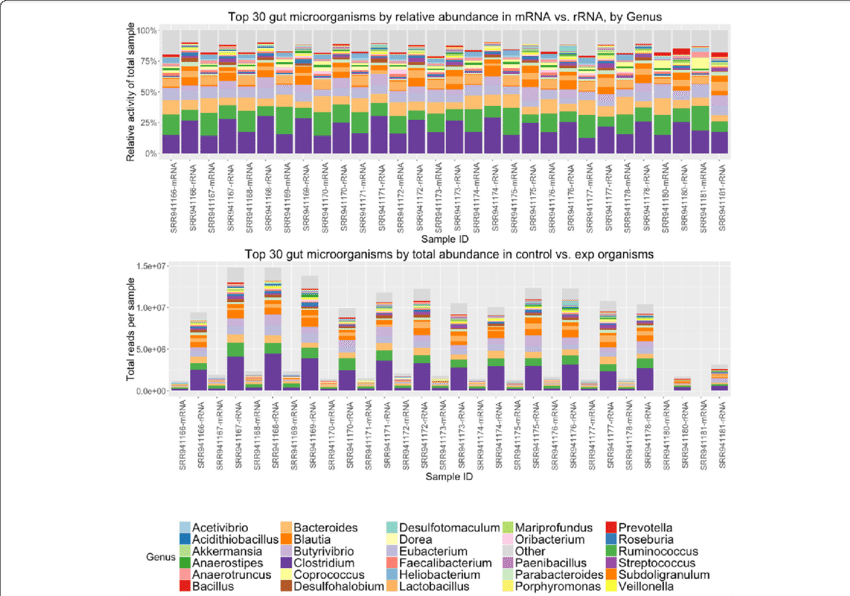 Top 30 gut microorganisms by relative abundance in mRNA vs. rRNA, by Genus
Relative activity of total sample
100%
75%
50%
25%
0%
SRR941166-mRNA
SRR941166-rRNA
SRR941167-mRNA
SRR941167-rRNA
SRR941168-mRNA
SRR941168-rRNA
SRR941169-mRNA
SRR941169-rRNA
SRR941170-mRNA
SRR941170-rRNA
SRR941171-mRNA
SRR941171-rRNA
SRR941172-mRNA
SRR941172-rRNA
SRR941173-mRNA
SRR941173-rRNA
SRR941174-mRNA
SRR941174-rRNA
SRR941175-mRNA
SRR941175-rRNA
SRR941176-mRNA
SRR941176-rRNA
SRR941177-mRNA
SRR941177-rRNA
SRR941178-mRNA
SRR941178-rRNA
SRR941180-mRNA
SRR941180-rRNA
SRR941181-mRNA
SRR941181-rRNA
Sample ID
Top 30 gut microorganisms by total abundance in control vs. exp organisms
Total reads per sample
1.5e+07
1.0e+07
5.0e+06
0.0e+00
SRR941166-mRNA
SRR941166-rRNA
SRR941167-mRNA
SRR941167-rRNA
SRR941168-mRNA
SRR941168-rRNA
SRR941169-mRNA
SRR941169-rRNA
SRR941170-mRNA
SRR941170-rRNA
SRR941171-mRNA
SRR941171-rRNA
SRR941172-mRNA
SRR941172-rRNA
SRR941173-mRNA
SRR941173-rRNA
SRR941174-mRNA
SRR941174-rRNA
SRR941175-mRNA
SRR941175-rRNA
SRR941176-mRNA
SRR941176-rRNA
SRR941177-mRNA
SRR941177-rRNA
SRR941178-mRNA
SRR941178-rRNA
SRR941180-mRNA
SRR941180-rRNA
SRR941181-mRNA
SRR941181-rRNA
Sample ID
Genus
Acetivibrio
Acidithiobacillus
Akkermansia
Anaerostipes
Anaerotruncus
Bacillus
Bacteroides
Blautia
Butyrivibrio
Clostridium
Coprococcus
Desulfohalobium
Desulfotomaculum
Dorea
Eubacterium
Faecalibacterium
Heliobacterium
Lactobacillus
Mariprofundus
Oribacterium
Other
Paenibacillus
Parabacteroides
Porphyromonas
Prevotella
Roseburia
Ruminococcus
Streptococcus
Subdoligranulum
Veillonella